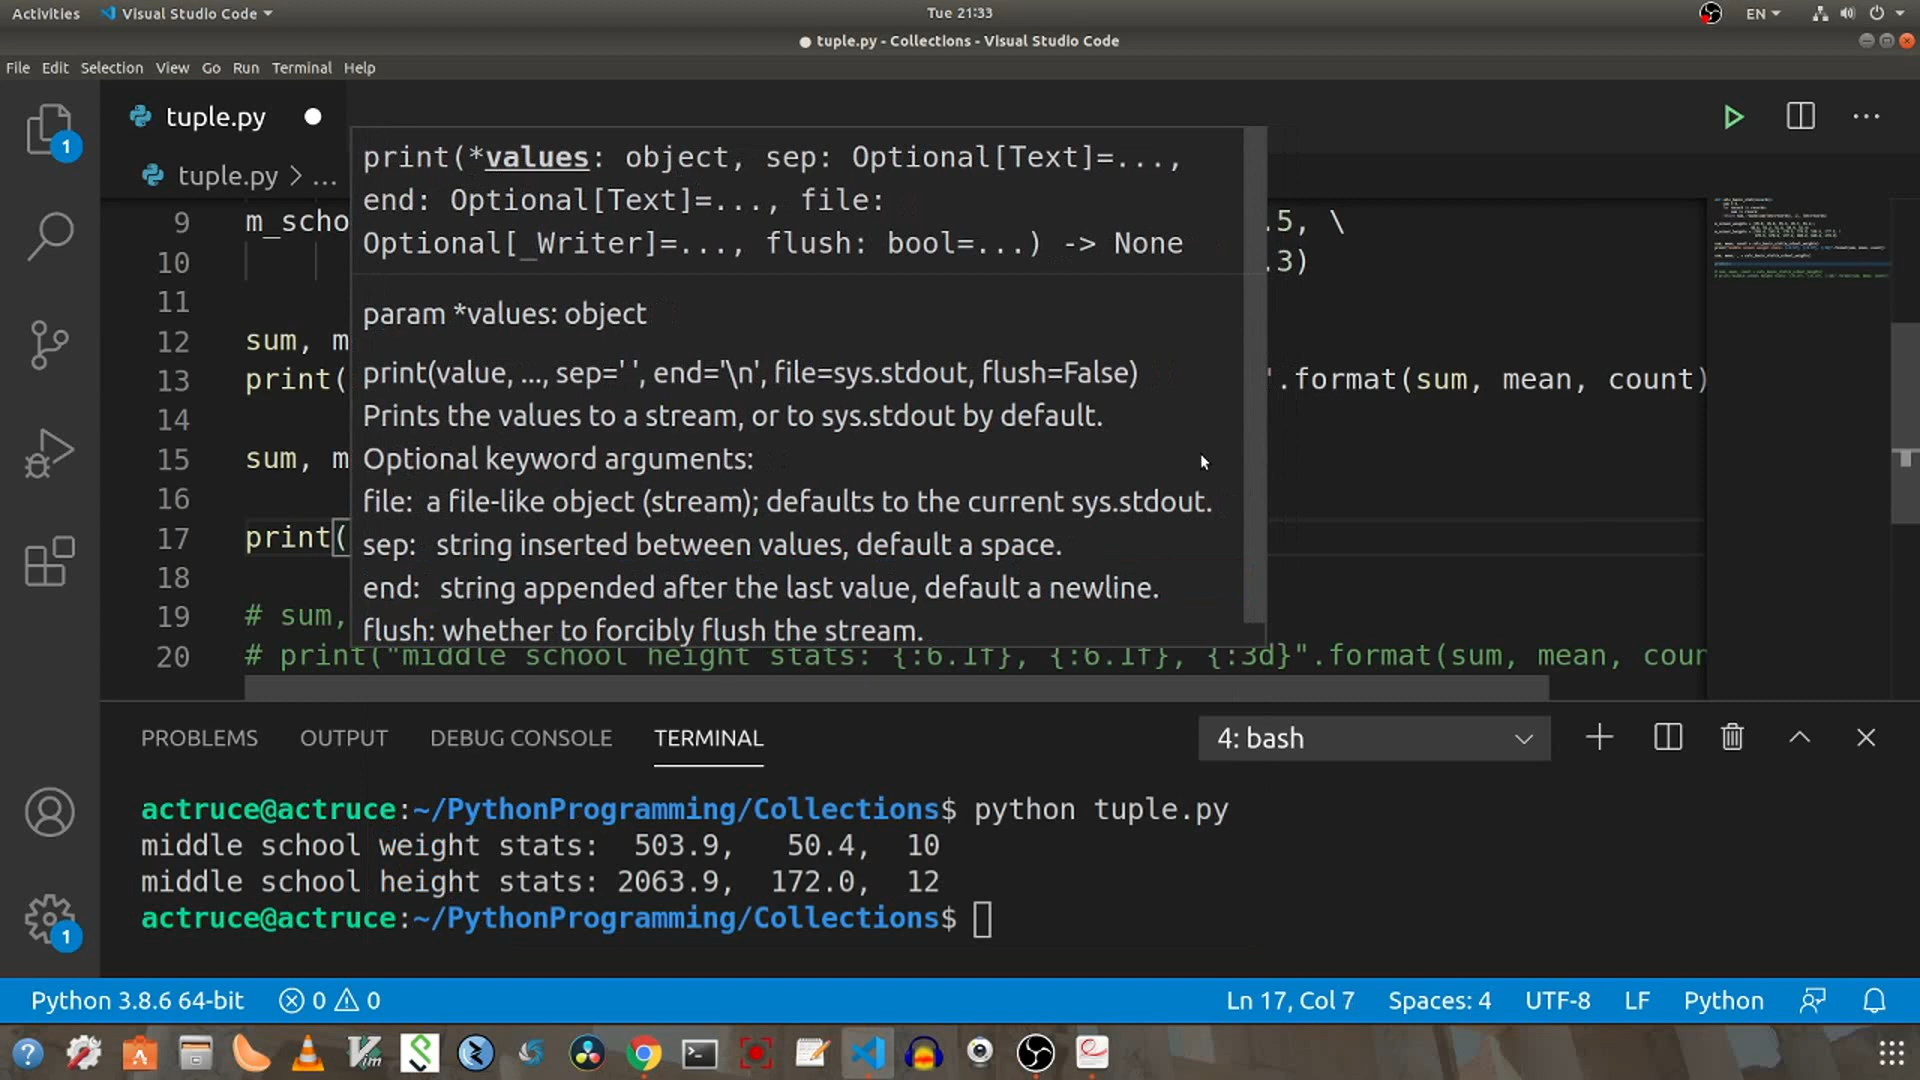 Activities Visual Studio Code Tue 21:33 EN
tuple.py - Collections - Visual Studio Code
File Edit Selection View Go Run Terminal Help
tuple.py
tuple.py > ...
print(*values: object, sep: Optional[Text]=...,
end: Optional[Text]=..., file:
Optional[_Writer]=..., flush: bool=...) -> None
param *values: object
print(value, ..., sep=' ', end='\n', file=sys.stdout, flush=False)
Prints the values to a stream, or to sys.stdout by default.
Optional keyword arguments:
file: a file-like object (stream); defaults to the current sys.stdout.
sep: string inserted between values, default a space.
end: string appended after the last value, default a newline.
flush: whether to forcibly flush the stream.
9 m_scho .5, \
10 .3)
11
12 sum, m
13 print( ".format(sum, mean, count)
14
15 sum, m
16
17 print(
18
19 # sum,
20 # print("middle school height stats: {:6.1f}, {:6.1f}, {:3d}".format(sum, mean, coun
1
1
PROBLEMS OUTPUT DEBUG CONSOLE TERMINAL 4: bash
actruce@actruce:~/PythonProgramming/Collections$ python tuple.py
middle school weight stats: 503.9, 50.4, 10
middle school height stats: 2063.9, 172.0, 12
actruce@actruce:~/PythonProgramming/Collections$
Python 3.8.6 64-bit 0 0 Ln 17, Col 7 Spaces: 4 UTF-8 LF Python